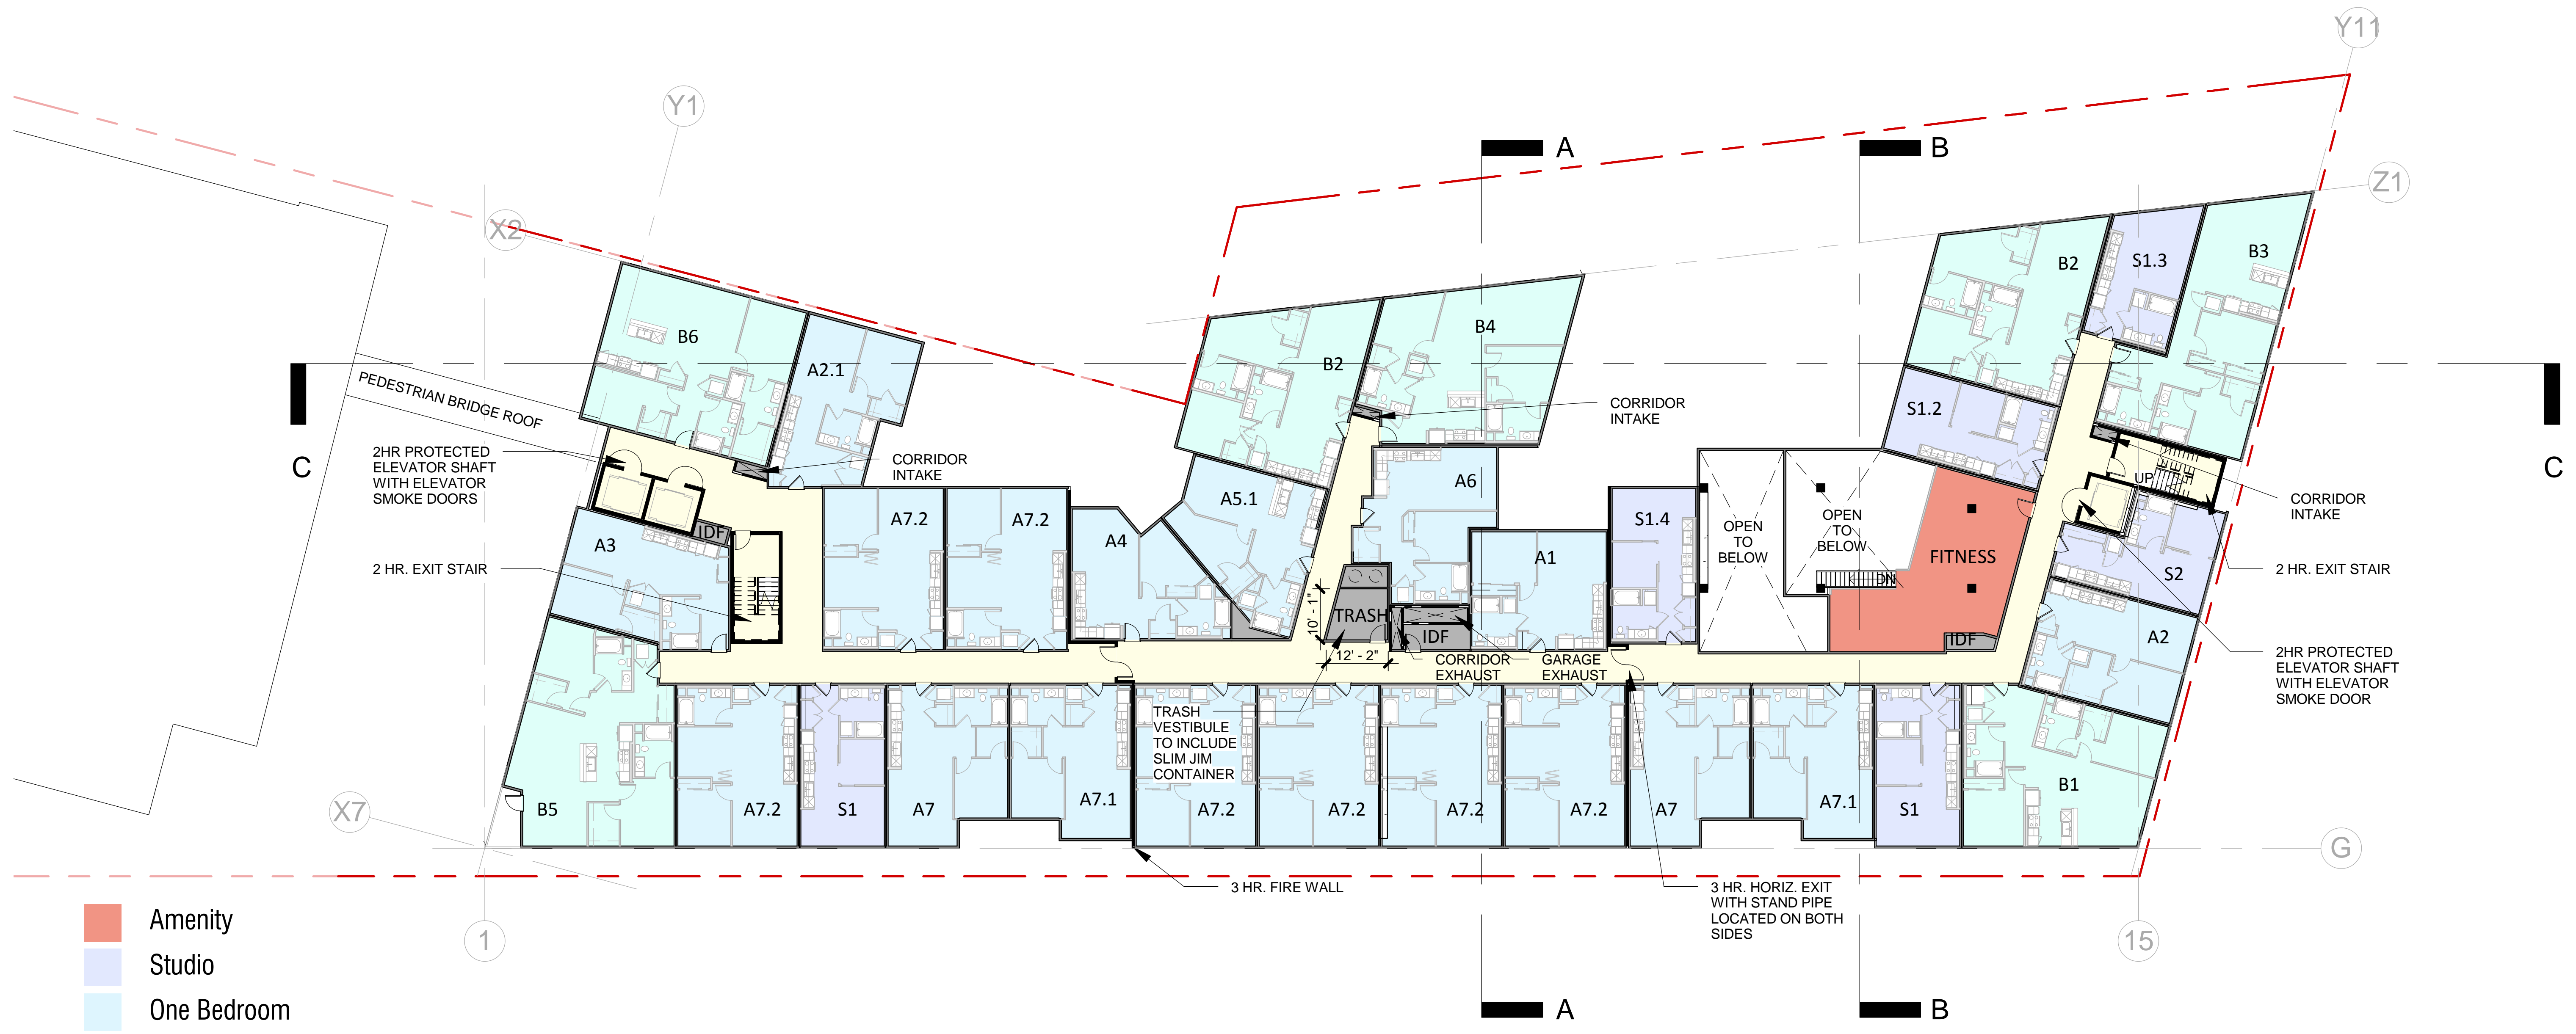 Y11
Y1
A
B
Z1
X2
S1.3
B3
B2
B6
B4
B2
A2.1
PEDESTRIAN BRIDGE ROOF
CORRIDOR
INTAKE
S1.2
C
2HR PROTECTED
ELEVATOR SHAFT
WITH ELEVATOR
SMOKE DOORS
CORRIDOR
INTAKE
C
UP
A6
A5.1
CORRIDOR
INTAKE
A7.2
A7.2
S1.4
OPEN
TO
BELOW
OPEN
TO
BELOW
IDF
A3
A4
A1
FITNESS
2 HR. EXIT STAIR
S2
2 HR. EXIT STAIR
DN
10' - 1"
TRASH
IDF
IDF
A2
12' - 2"
CORRIDOR
EXHAUST
GARAGE
EXHAUST
2HR PROTECTED
ELEVATOR SHAFT
WITH ELEVATOR
SMOKE DOOR
TRASH
VESTIBULE
TO INCLUDE
SLIM JIM
CONTAINER
X7
B5
A7.2
S1
A7
A7.1
A7.2
A7.2
A7.2
A7.2
A7
A7.1
S1
B1
G
3 HR. FIRE WALL
3 HR. HORIZ. EXIT
WITH STAND PIPE
LOCATED ON BOTH
SIDES
1
15
Amenity
Studio
One Bedroom
A
B